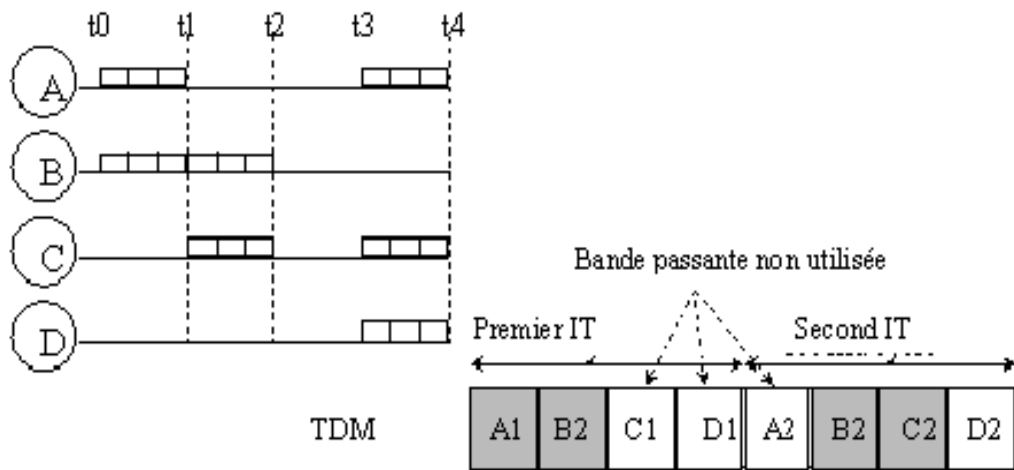 t0 t1 t2 t3 t4
A
B
C
D
Bande passante non utilisée
Premier IT Second IT
TDM A1 B2 C1 D1 A2 B2 C2 D2